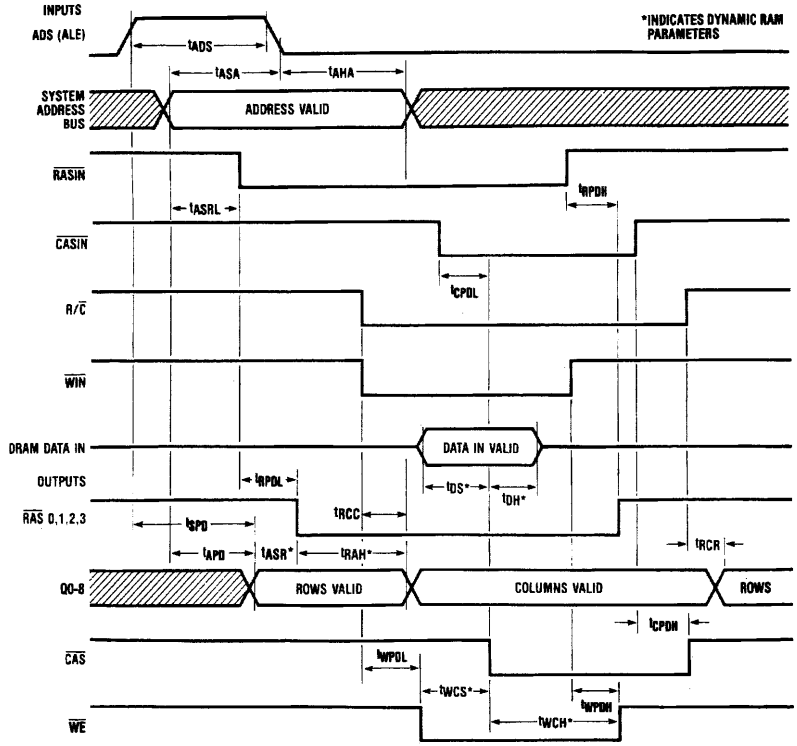 INPUTS
ADS (ALE)
*INDICATES DYNAMIC RAM
PARAMETERS
tADS
tASA
tAHA
SYSTEM
ADDRESS
BUS
ADDRESS VALID
RASIN
tRPDH
tASRL
CASIN
tCPDL
R/C
WIN
DRAM DATA IN
DATA IN VALID
OUTPUTS
tRPDL
tDS*
tDH*
RAS 0,1,2,3
tRCC
tSPD
tRCR
tAPD
tASR*
tRAH*
Q0-8
ROWS VALID
COLUMNS VALID
ROWS
tCPDH
CAS
tWPDL
tWCS*
tWPDH
tWCH*
WE